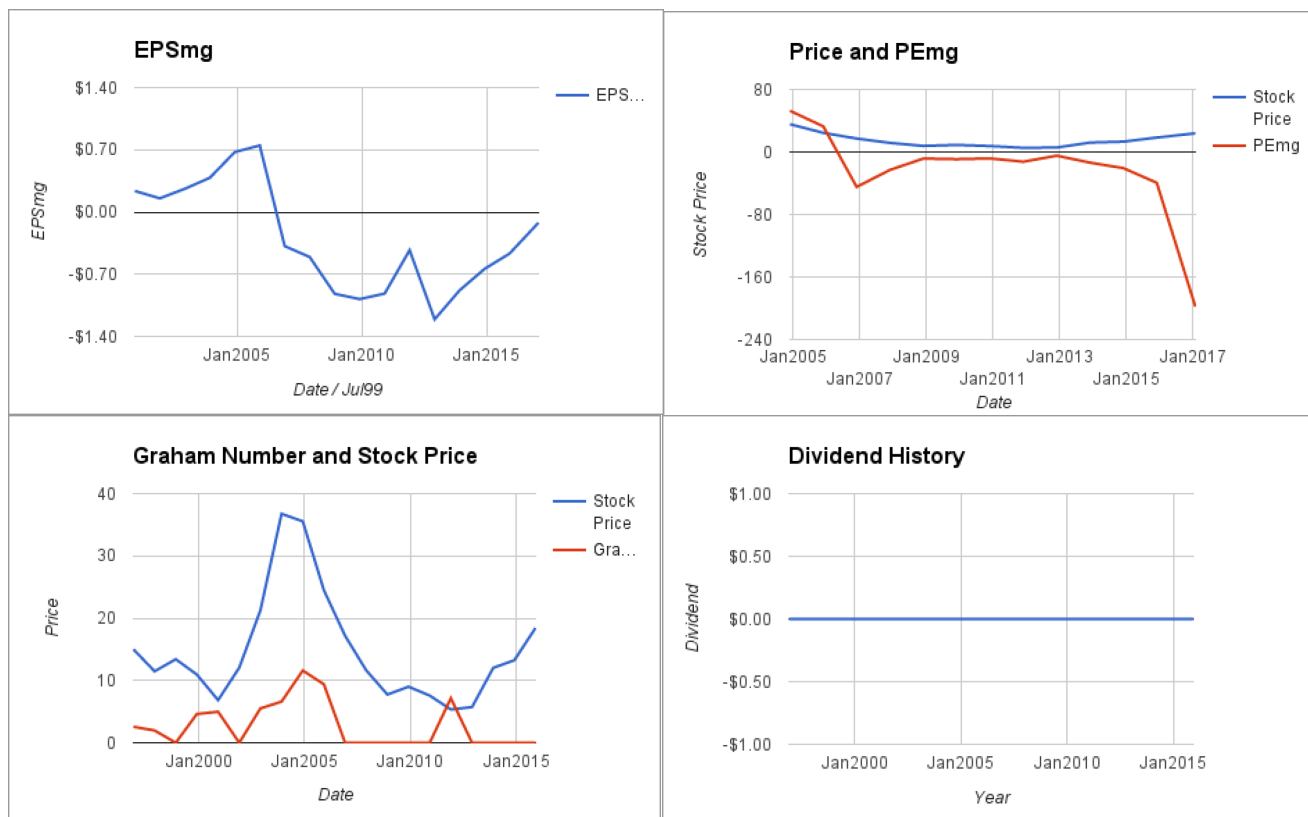 EPSmg
$1.40
$0.70
$0.00
-$0.70
-$1.40
EPSmg
Jan2005
Jan2010
Jan2015
Date / Jul99
EPS...
Price and PEmg
80
0
-80
-160
-240
Stock Price
Jan2005
Jan2009
Jan2013
Jan2017
Jan2007
Jan2011
Jan2015
Date
Stock
Price
PEmg
Graham Number and Stock Price
40
30
20
10
0
Price
Jan2000
Jan2005
Jan2010
Jan2015
Date
Stock
Price
Gra...
Dividend History
$1.00
$0.50
$0.00
-$0.50
-$1.00
Dividend
Jan2000
Jan2005
Jan2010
Jan2015
Year